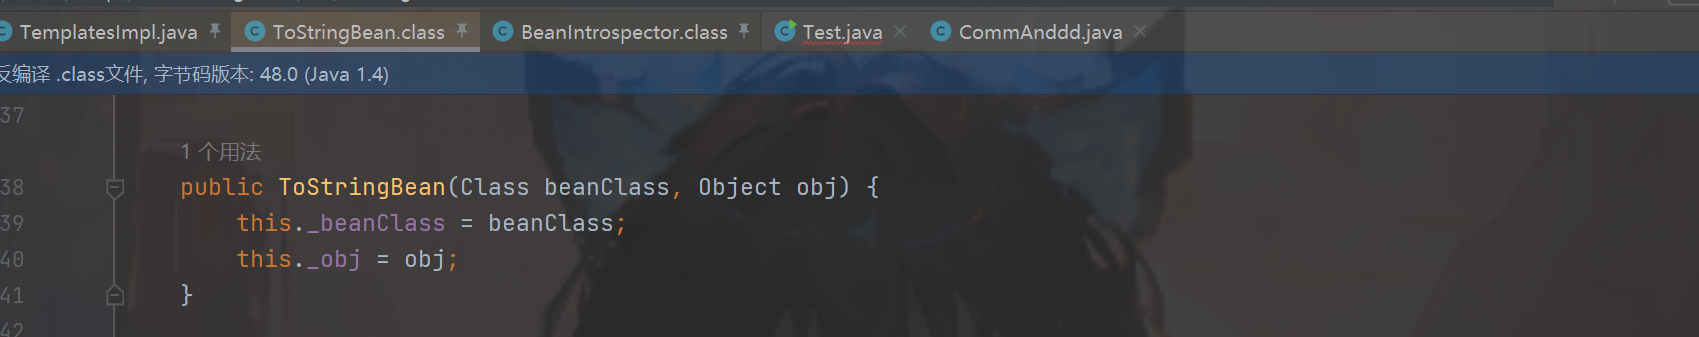 TemplatesImpl.java ToStringBean.class BeanIntrospector.class Test.java CommAnddd.java
反编译 .class文件, 字节码版本: 48.0 (Java 1.4)
37
1 个用法
38 public ToStringBean(Class beanClass, Object obj) {
39 this._beanClass = beanClass;
40 this._obj = obj;
41 }
42